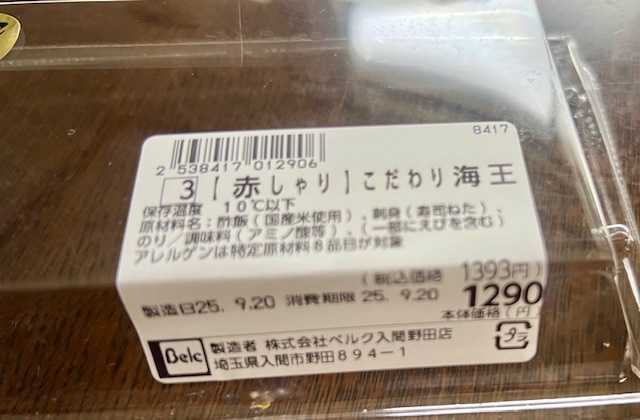 8417
2 538417 012906
3 [赤しゃり]こだわり海王
保存温度 10℃以下
原材料名:酢飯(国産米使用)、刺身(寿司ねた)、
のり/調味料(アミノ酸等)、(一部にえびを含む)
アレルゲンは特定原材料8品目が対象
(税込価格 1393円)
製造日25. 9.20 消費期限 25. 9.20 1290
本体価格(円)
Belc 製造者 株式会社ベルク入間野田店
埼玉県入間市野田894-1
プラ